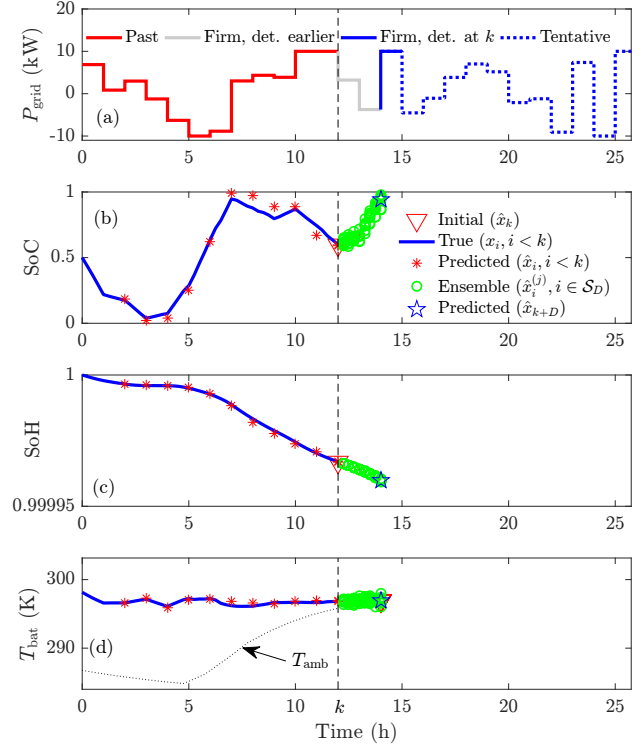 20
10
0
-10
P_grid (kW)
Past
Firm, det. earlier
Firm, det. at k
Tentative
(a)
0 5 10 15 20 25
1
0.5
0
SoC
(b)
Initial (x̂_k)
True (x_i, i < k)
Predicted (x̂_i, i < k)
Ensemble (x̂_i^(j), i ∈ S_D)
Predicted (x̂_{k+D})
0 5 10 15 20 25
1
0.99995
SoH
(c)
0 5 10 15 20 25
300
290
T_bat (K)
(d)
T_amb
0 5 10 k 15 20 25
Time (h)